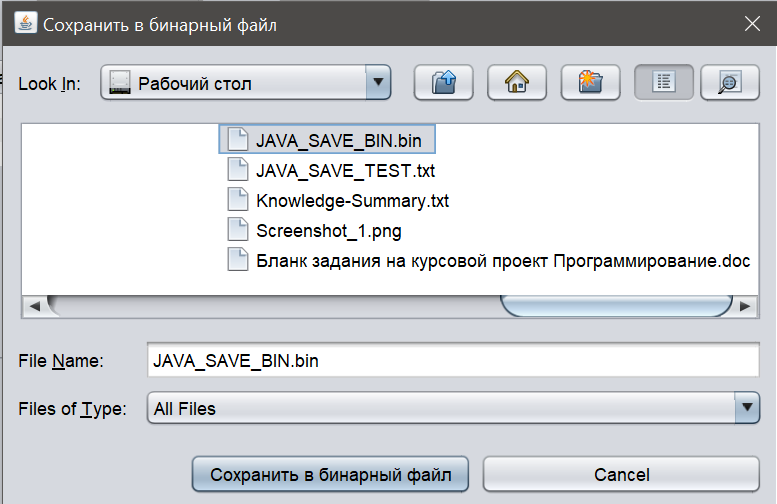 Сохранить в бинарный файл
Look In: Рабочий стол
JAVA_SAVE_BIN.bin
JAVA_SAVE_TEST.txt
Knowledge-Summary.txt
Screenshot_1.png
Бланк задания на курсовой проект Программирование.doc
File Name: JAVA_SAVE_BIN.bin
Files of Type: All Files
Сохранить в бинарный файл Cancel